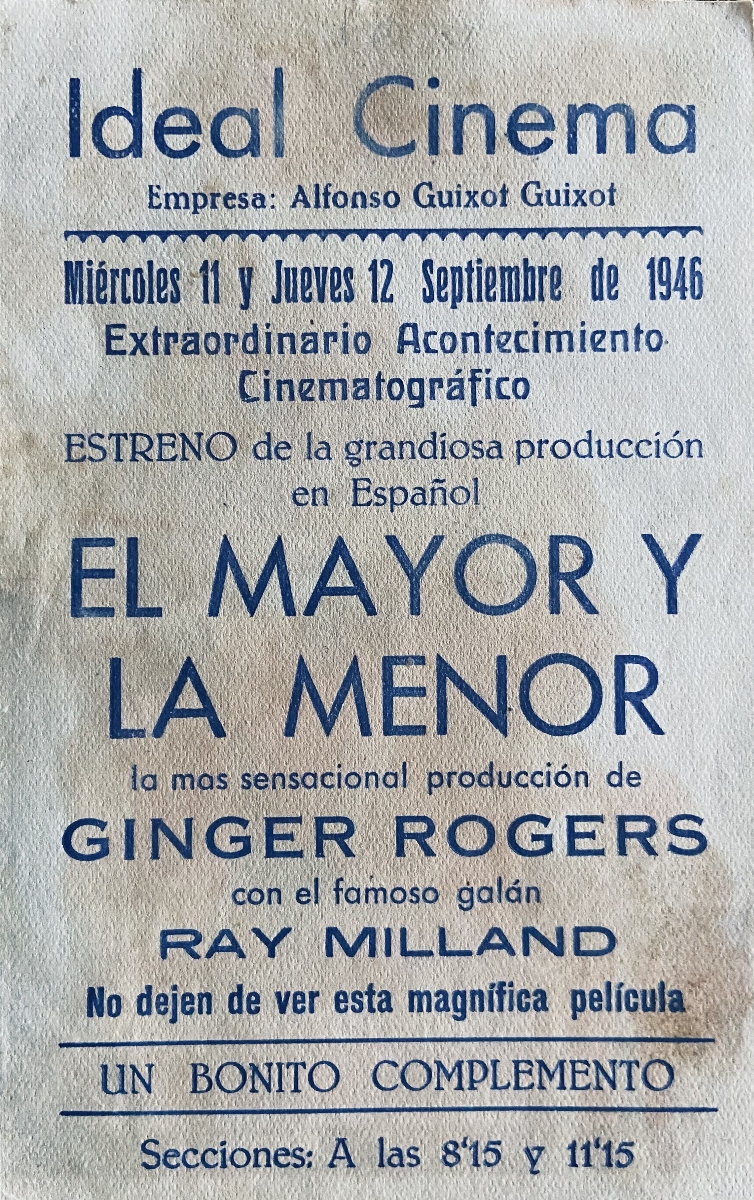 Ideal Cinema
Empresa: Alfonso Guixot Guixot
Miércoles 11 y Jueves 12 Septiembre de 1946
Extraordinario Acontecimiento
Cinematográfico
ESTRENO de la grandiosa producción
en Español
EL MAYOR Y
LA MENOR
la mas sensacional producción de
GINGER ROGERS
con el famoso galán
RAY MILLAND
No dejen de ver esta magnífica película
UN BONITO COMPLEMENTO
Secciones: A las 8'15 y 11'15